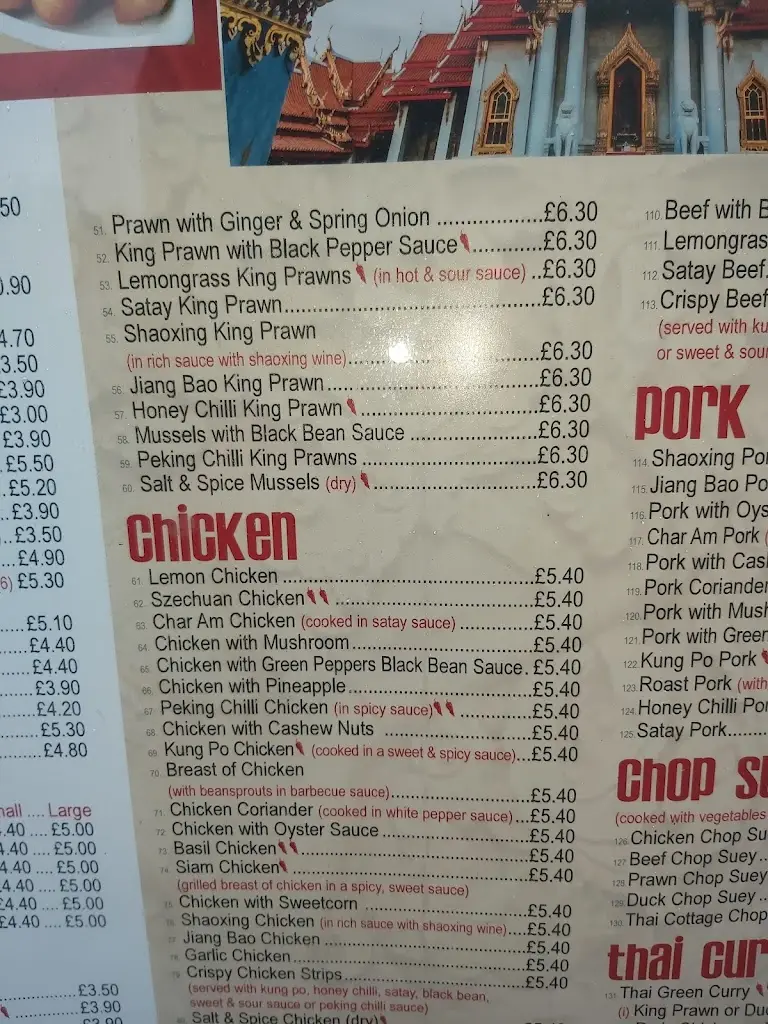 50
0.90
4.70
3.50
£3.90
£3.00
£3.90
£5.50
£5.20
£3.90
£3.50
£4.90
6) £5.30
£5.10
£4.40
£4.40
£3.90
£4.20
£5.30
£4.80
.... Large
.40 .... £5.00
4.40 .... £5.00
4.40 .... £5.00
£4.40 .... £5.00
£4.40 .... £5.00
£4.40 .... £5.00
£3.50
£3.90
51. Prawn with Ginger & Spring Onion .................£6.30
52. King Prawn with Black Pepper Sauce ...........£6.30
53. Lemongrass King Prawns (in hot & sour sauce) ..£6.30
54. Satay King Prawn..........................................£6.30
55. Shaoxing King Prawn
(in rich sauce with shaoxing wine)..............................£6.30
56. Jiang Bao King Prawn ....................................£6.30
57. Honey Chilli King Prawn ..............................£6.30
58. Mussels with Black Bean Sauce .....................£6.30
59. Peking Chilli King Prawns ..............................£6.30
60. Salt & Spice Mussels (dry) ............................£6.30
Chicken
61. Lemon Chicken ............................................£5.40
62. Szechuan Chicken ....................................£5.40
63. Char Am Chicken (cooked in satay sauce) .............£5.40
64. Chicken with Mushroom................................£5.40
65. Chicken with Green Peppers Black Bean Sauce. £5.40
66. Chicken with Pineapple.................................£5.40
67. Peking Chilli Chicken (in spicy sauce) .............£5.40
68. Chicken with Cashew Nuts ..........................£5.40
69. Kung Po Chicken (cooked in a sweet & spicy sauce)...£5.40
70. Breast of Chicken
(with beansprouts in barbecue sauce)..........................£5.40
71. Chicken Coriander (cooked in white pepper sauce)...£5.40
72. Chicken with Oyster Sauce...........................£5.40
73. Basil Chicken .............................................£5.40
74. Siam Chicken .............................................£5.40
(grilled breast of chicken in a spicy, sweet sauce)
75. Chicken with Sweetcorn ..............................£5.40
76. Shaoxing Chicken (in rich sauce with shaoxing wine)....£5.40
77. Jiang Bao Chicken ......................................£5.40
78. Garlic Chicken.............................................£5.40
79. Crispy Chicken Strips...................................£5.40
(served with kung po, honey chilli, satay, black bean,
sweet & sour sauce or peking chilli sauce)
Salt & Spice Chicken (dry)
110. Beef with
111. Lemongras
112 Satay Beef.
113. Crispy Beef
(served with ku
or sweet & sour
Pork
114. Shaoxing Por
115. Jiang Bao Po
116. Pork with Oys
117. Char Am Pork (
118. Pork with Cas
119. Pork Coriander
120. Pork with Mush
121. Pork with Green
122. Kung Po Pork
123. Roast Pork (with
124. Honey Chilli Por
125. Satay Pork........
Chop Su
(cooked with vegetables
126. Chicken Chop Su
127. Beef Chop Suey..
128. Prawn Chop Suey
129. Duck Chop Suey ..
130. Thai Cottage Chop
thai cur
131. Thai Green Curry
(i) King Prawn or Du